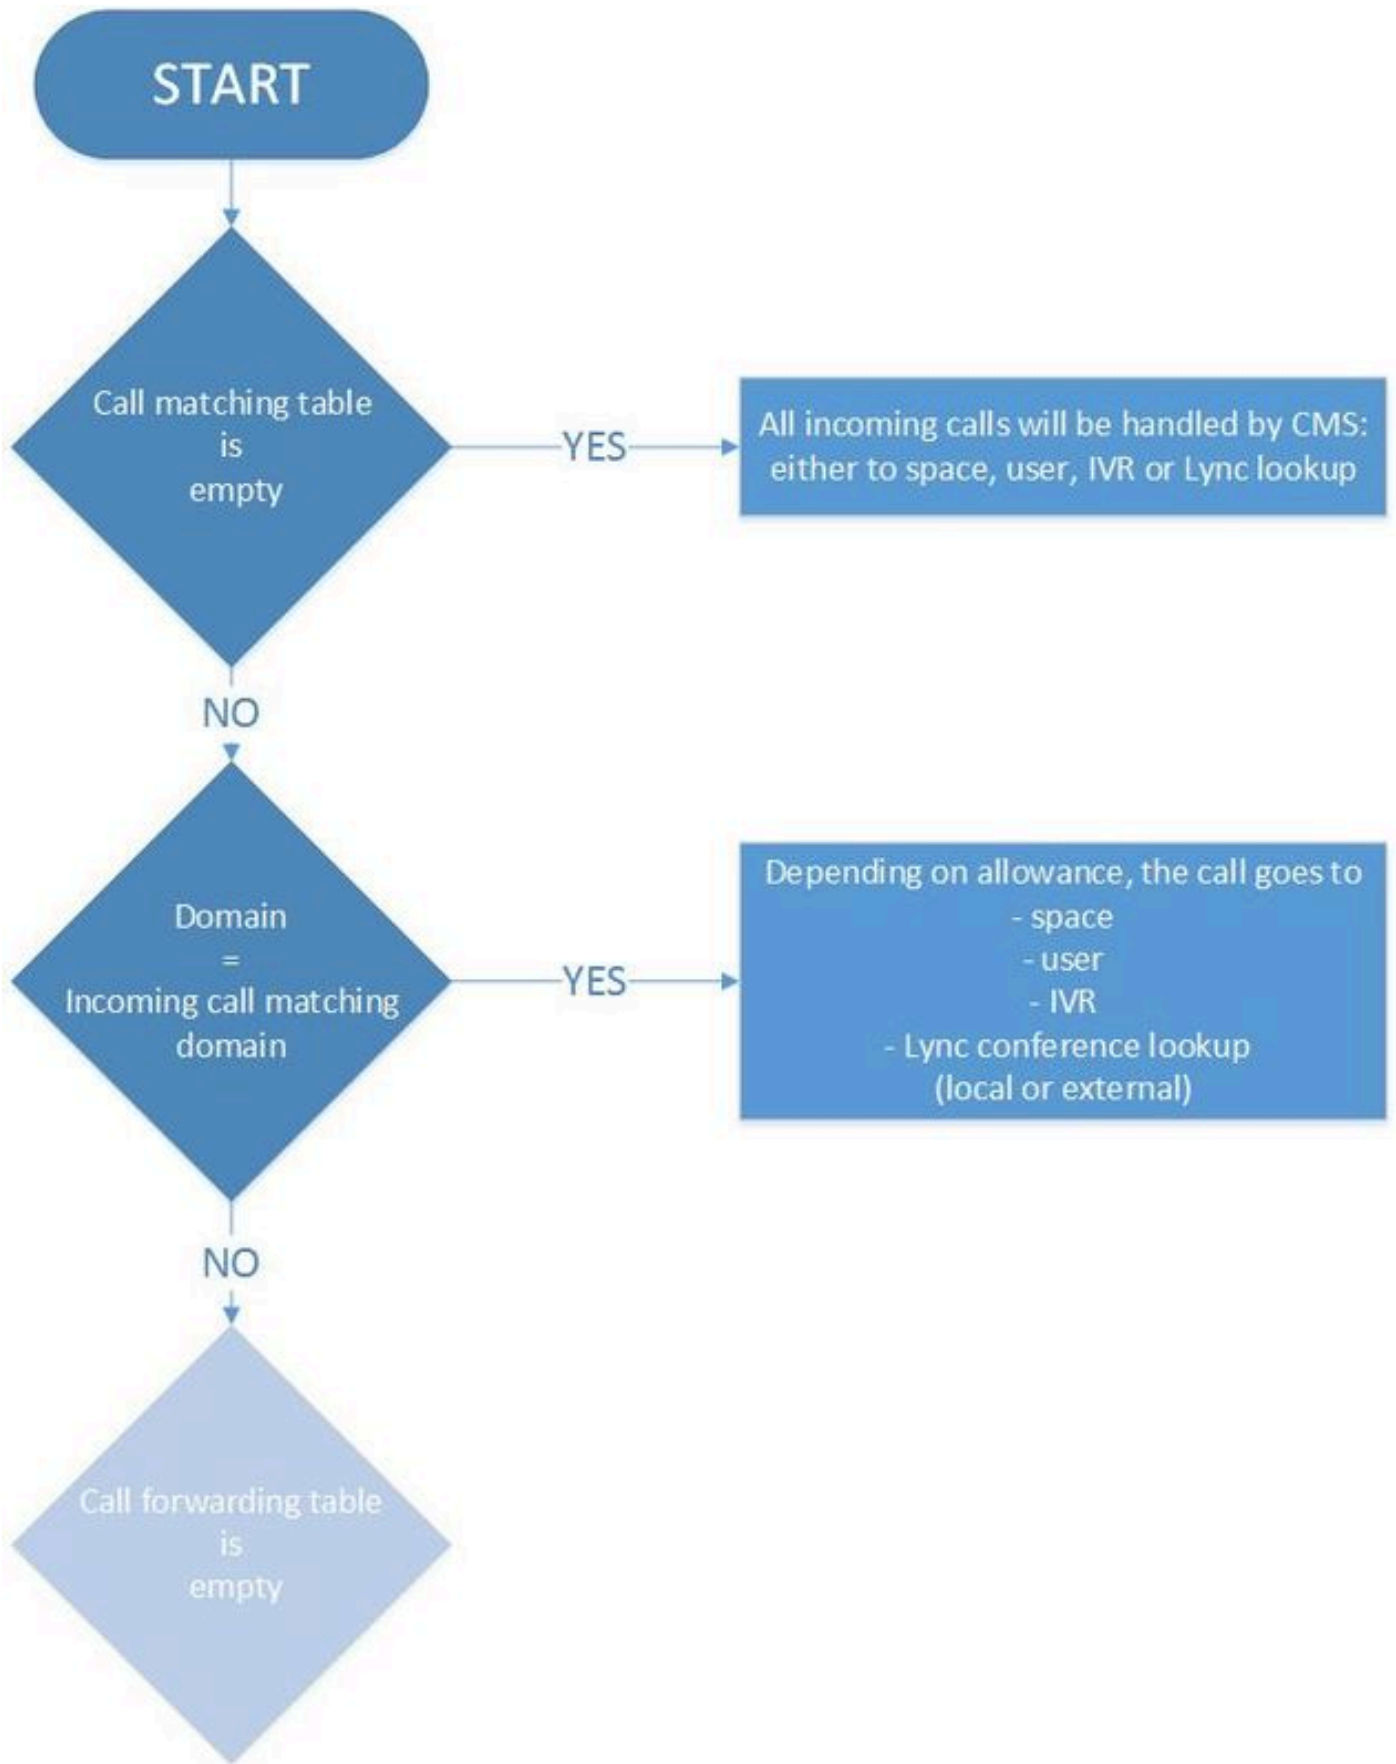 START
Call matching table
is
empty
YES
All incoming calls will be handled by CMS:
either to space, user, IVR or Lync lookup
NO
Domain
=
Incoming call matching
domain
YES
Depending on allowance, the call goes to
- space
- user
- IVR
- Lync conference lookup
(local or external)
NO
Call forwarding table
is
empty